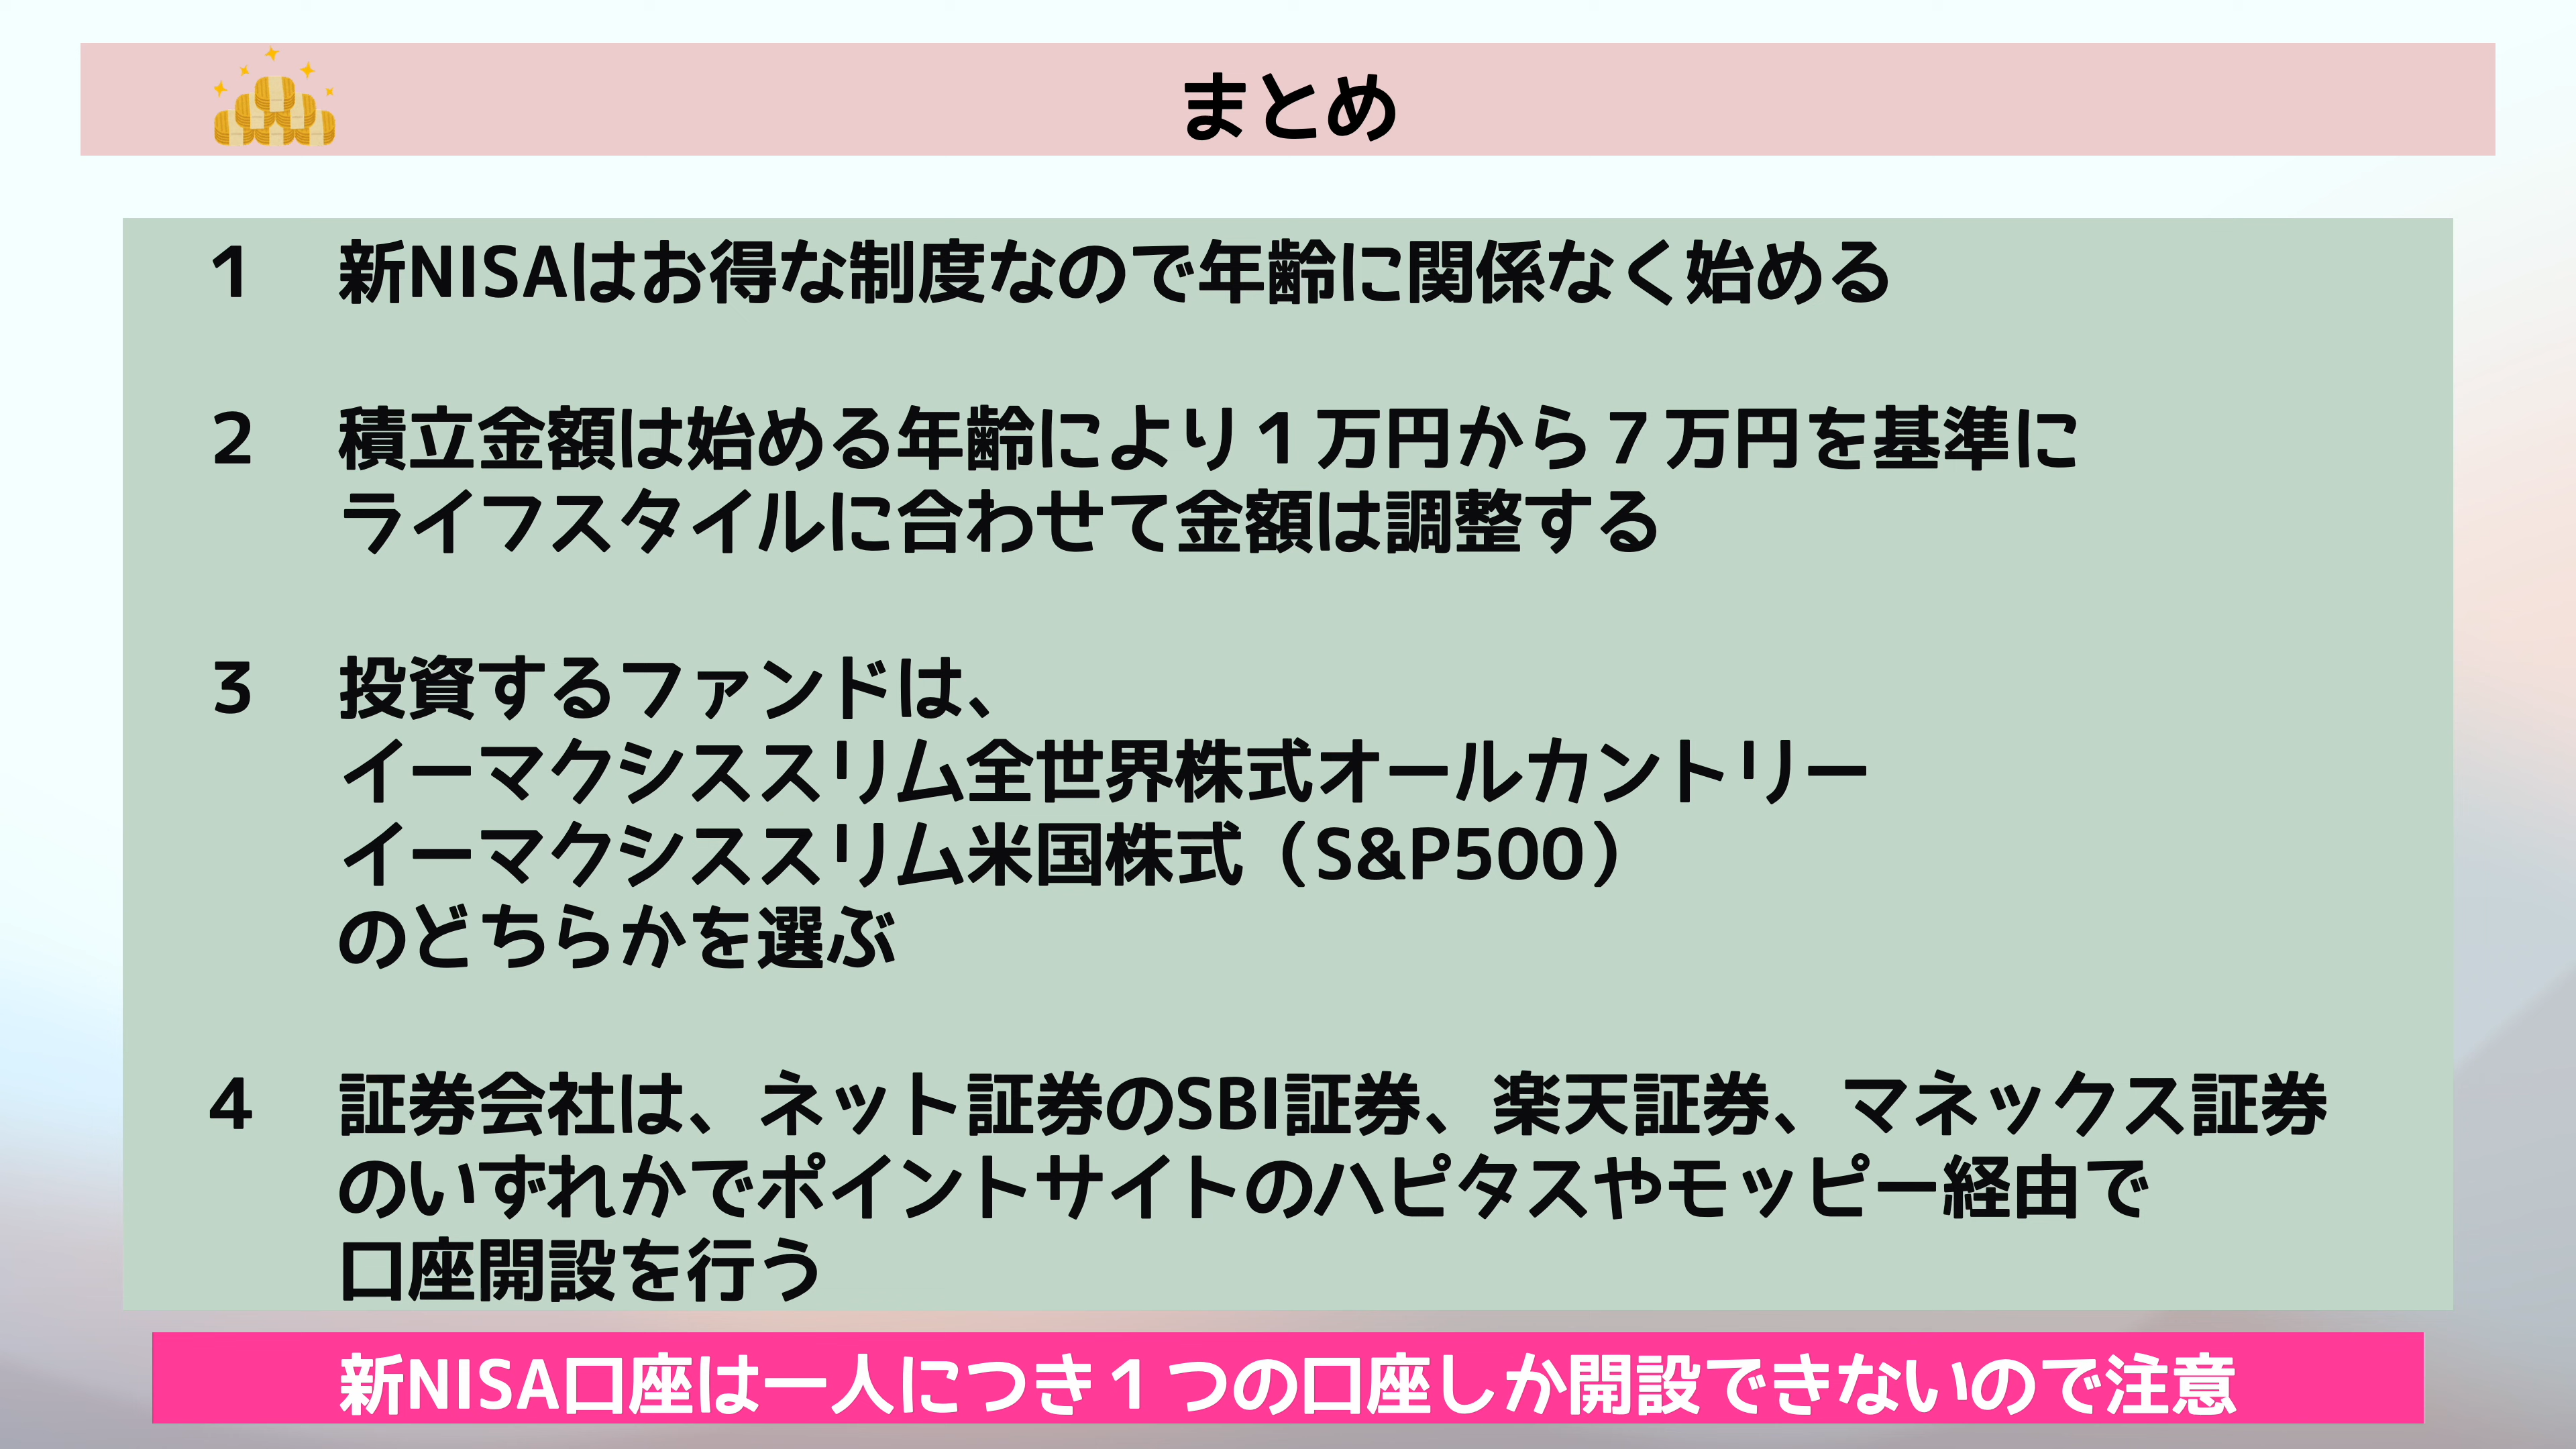 まとめ
1 新NISAはお得な制度なので年齢に関係なく始める
2 積立金額は始める年齢により１万円から７万円を基準に
ライフスタイルに合わせて金額は調整する
3 投資するファンドは、
イーマクシススリム全世界株式オールカントリー
イーマクシススリム米国株式（S&P500）
のどちらかを選ぶ
4 証券会社は、ネット証券のSBI証券、楽天証券、マネックス証券
のいずれかでポイントサイトのハピタスやモッピー経由で
口座開設を行う
新NISA口座は一人につき１つの口座しか開設できないので注意